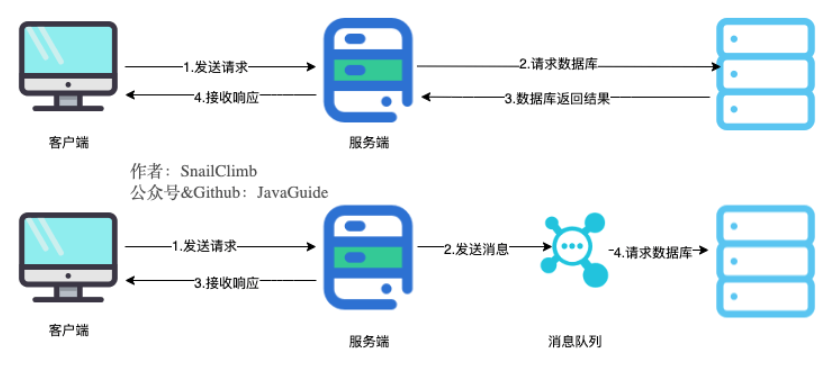 1.发送请求
2.请求数据库
4.接收响应
3.数据库返回结果
客户端
服务端
作者：SnailClimb
公众号&Github：JavaGuide
1.发送请求
2.发送消息
4.请求数据库
3.接收响应
客户端
服务端
消息队列